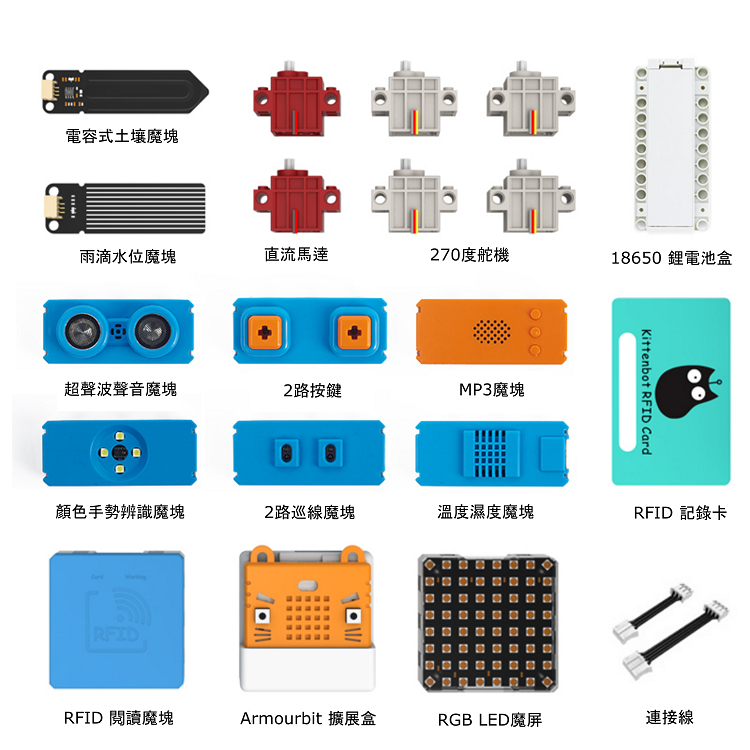 電容式土壤魔塊
雨滴水位魔塊
直流馬達
270度舵機
18650 鋰電池盒
超聲波聲音魔塊
2路按鍵
MP3魔塊
Kittenbot RFID Card
顏色手勢辨識魔塊
2路巡線魔塊
溫度濕度魔塊
RFID 記錄卡
RFID
RFID 閱讀魔塊
Armourbit 擴展盒
RGB LED魔屏
連接線